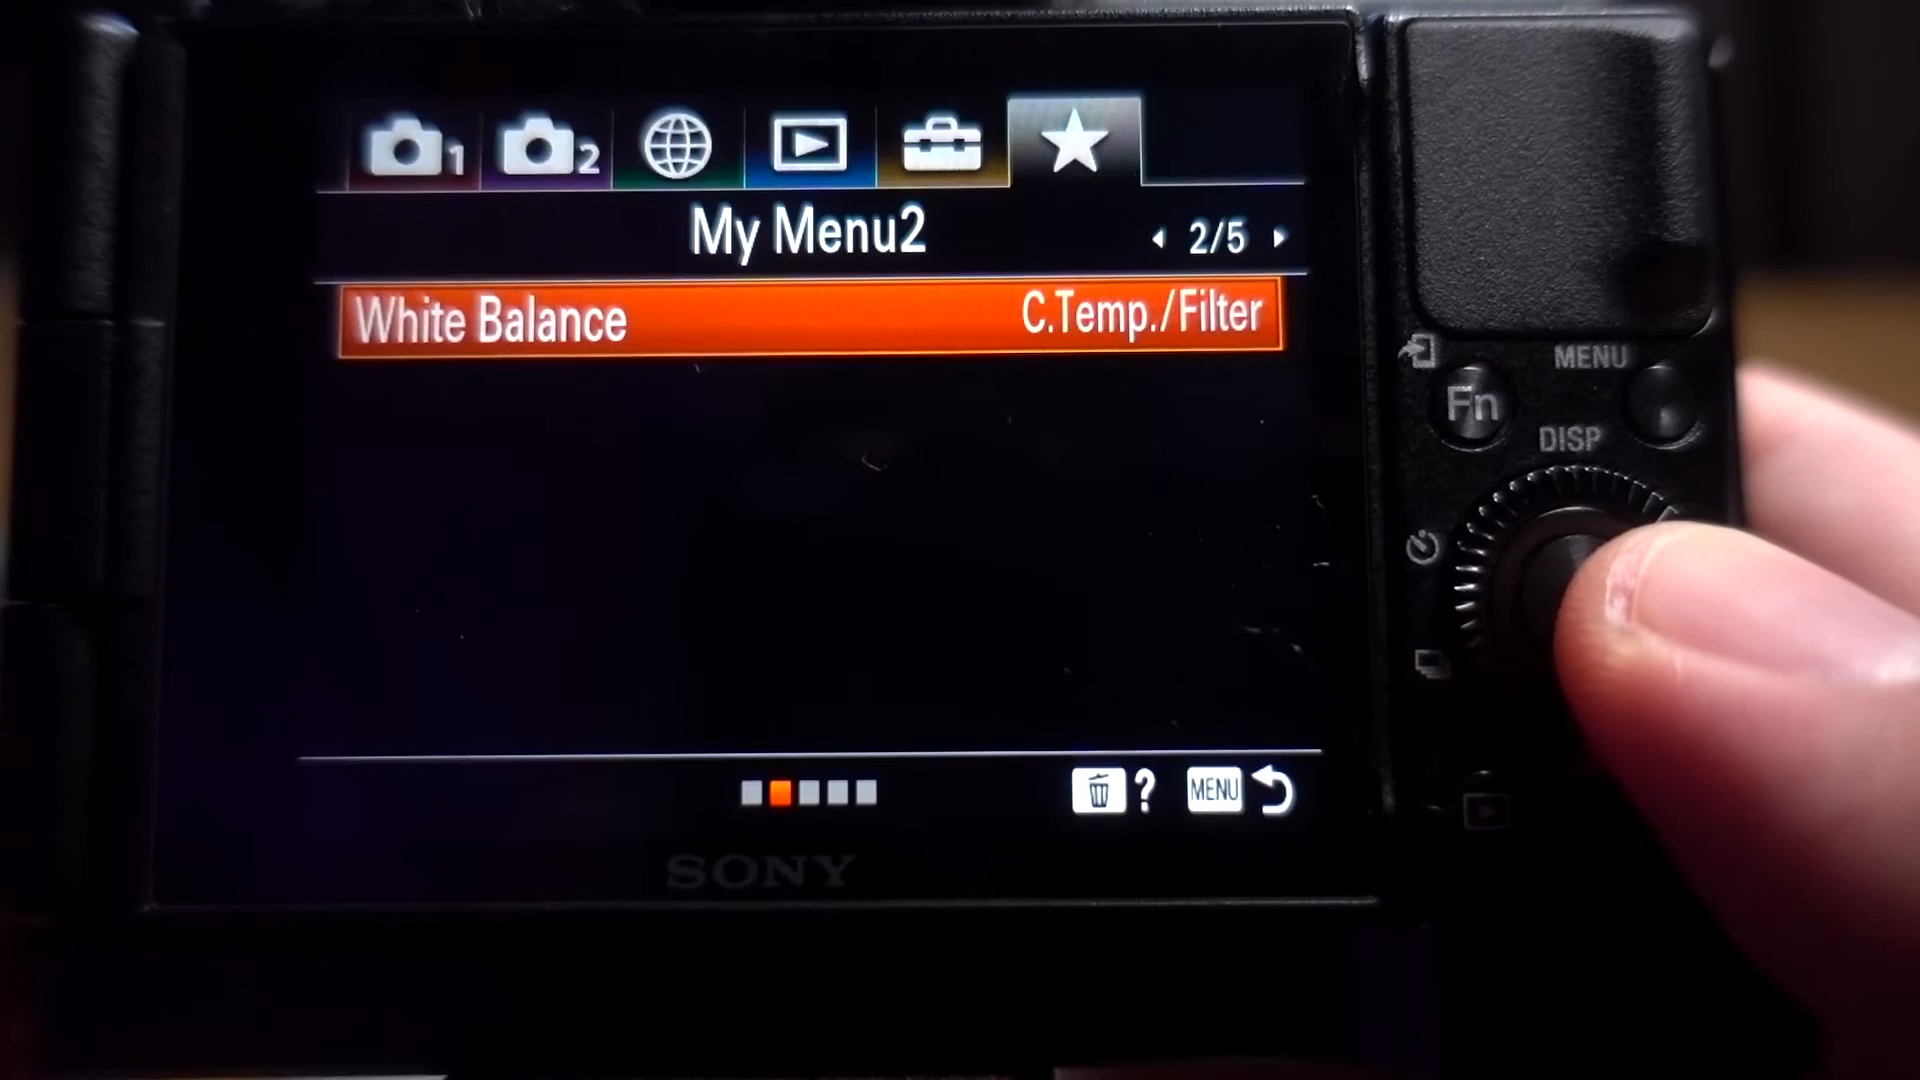 1
2
My Menu2
2/5
White Balance
C.Temp./Filter
MENU
Fn
DISP
?
MENU
SONY